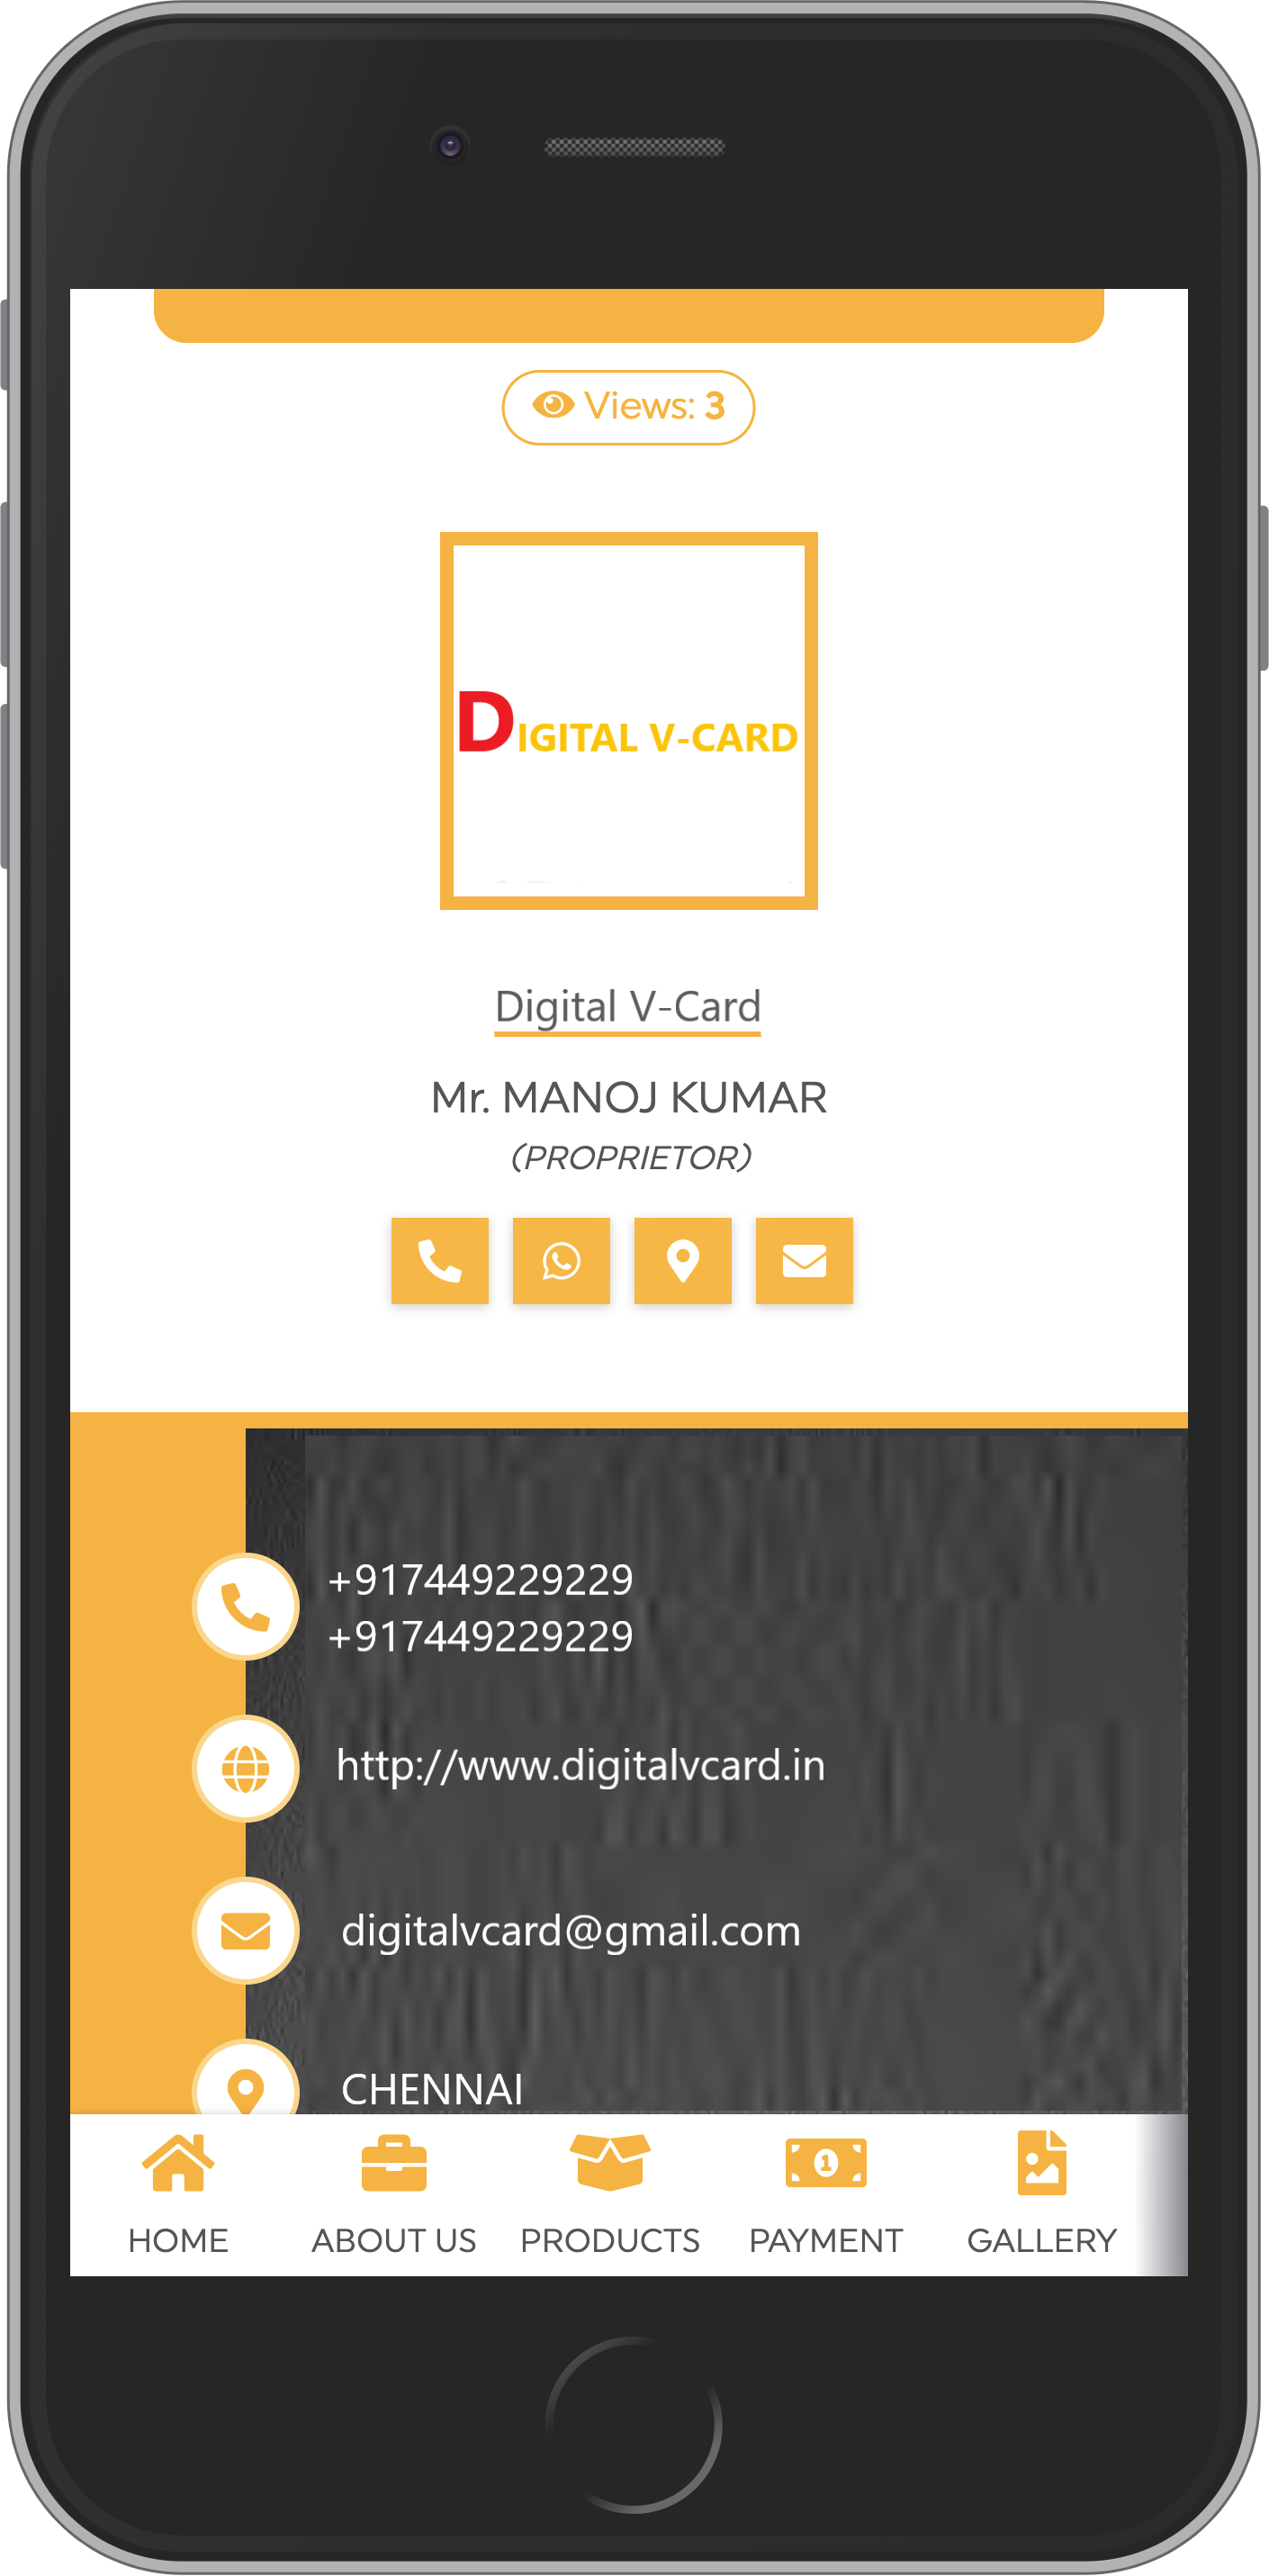 Views: 3
DIGITAL V-CARD
Digital V-Card
Mr. MANOJ KUMAR
(PROPRIETOR)
+917449229229
+917449229229
http://www.digitalvcard.in
digitalvcard@gmail.com
CHENNAI
1
HOME ABOUT US PRODUCTS PAYMENT GALLERY